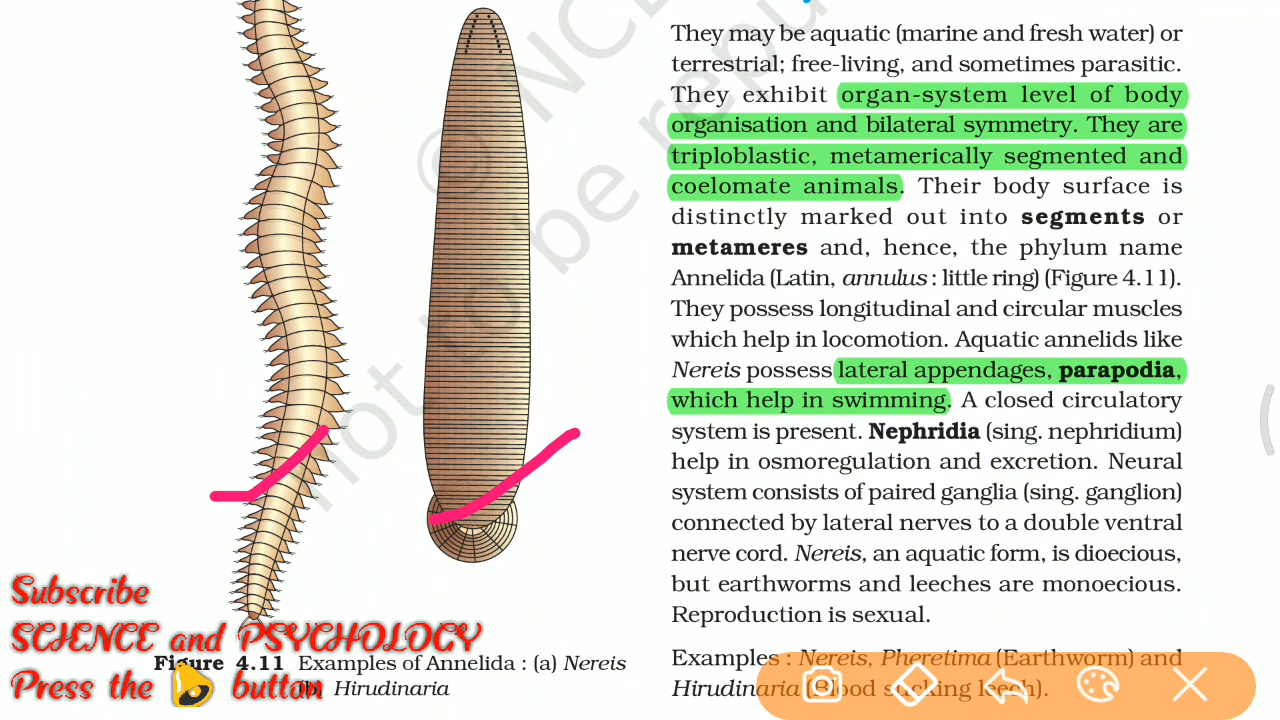 They may be aquatic (marine and fresh water) or
terrestrial; free-living, and sometimes parasitic.
They exhibit organ-system level of body
organisation and bilateral symmetry. They are
triploblastic, metamerically segmented and
coelomate animals. Their body surface is
distinctly marked out into segments or
metameres and, hence, the phylum name
Annelida (Latin, annulus : little ring) (Figure 4.11).
They possess longitudinal and circular muscles
which help in locomotion. Aquatic annelids like
Nereis possess lateral appendages, parapodia,
which help in swimming. A closed circulatory
system is present. Nephridia (sing. nephridium)
help in osmoregulation and excretion. Neural
system consists of paired ganglia (sing. ganglion)
connected by lateral nerves to a double ventral
nerve cord. Nereis, an aquatic form, is dioecious,
but earthworms and leeches are monoecious.
Reproduction is sexual.
Examples : Nereis, Pheretima (Earthworm) and
Hirudinaria (Blood sucking leech).
Figure 4.11 Examples of Annelida : (a) Nereis
(b) Hirudinaria
Subscribe
SCIENCE and PSYCHOLOGY
Press the button
© NCE
not to be repu